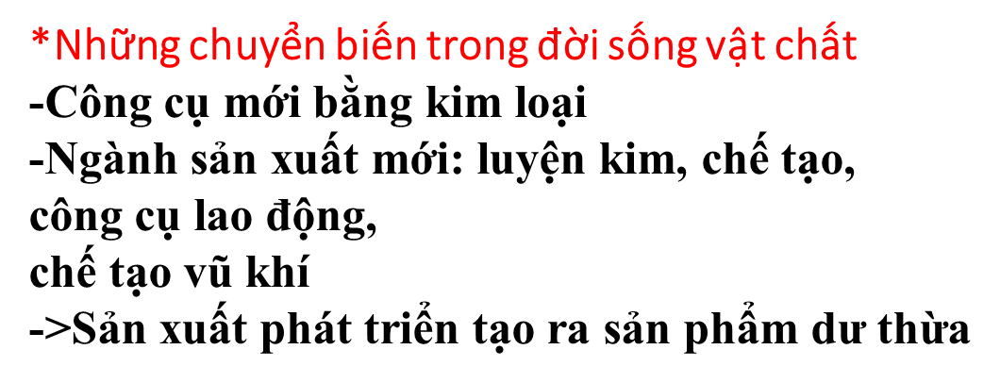 *Những chuyển biến trong đời sống vật chất
-Công cụ mới bằng kim loại
-Ngành sản xuất mới: luyện kim, chế tạo,
công cụ lao động,
chế tạo vũ khí
->Sản xuất phát triển tạo ra sản phẩm dư thừa